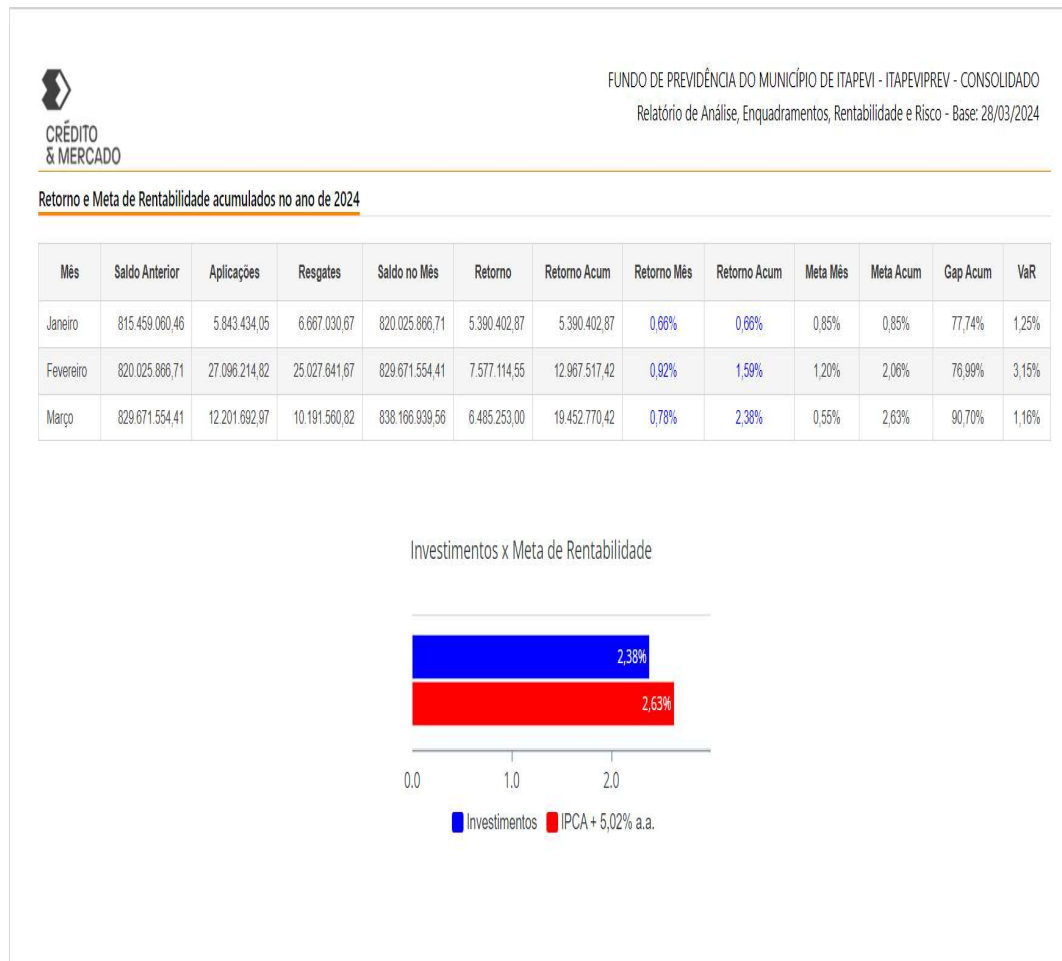 CRÉDITO
& MERCADO
FUNDO DE PREVIDÊNCIA DO MUNICÍPIO DE ITAPEVI - ITAPEVIPREV - CONSOLIDADO
Relatório de Análise, Enquadramentos, Rentabilidade e Risco - Base: 28/03/2024
Retorno e Meta de Rentabilidade acumulados no ano de 2024
Mês Saldo Anterior Aplicações Resgates Saldo no Mês Retorno Retorno Acum Retorno Mês Retorno Acum Meta Mês Meta Acum Gap Acum VaR
Janeiro 815.459.060,46 5.843.434,05 6.667.030,67 820.025.866,71 5.390.402,87 5.390.402,87 0,66% 0,66% 0,85% 0,85% 77,74% 1,25%
Fevereiro 820.025.866,71 27.096.214,82 25.027.641,67 829.671.554,41 7.577.114,55 12.967.517,42 0,92% 1,59% 1,20% 2,06% 76,99% 3,15%
Março 829.671.554,41 12.201.692,97 10.191.560,82 838.166.939,56 6.485.253,00 19.452.770,42 0,78% 2,38% 0,55% 2,63% 90,70% 1,16%
Investimentos x Meta de Rentabilidade
2,38%
2,63%
0.0 1.0 2.0
Investimentos IPCA + 5,02% a.a.